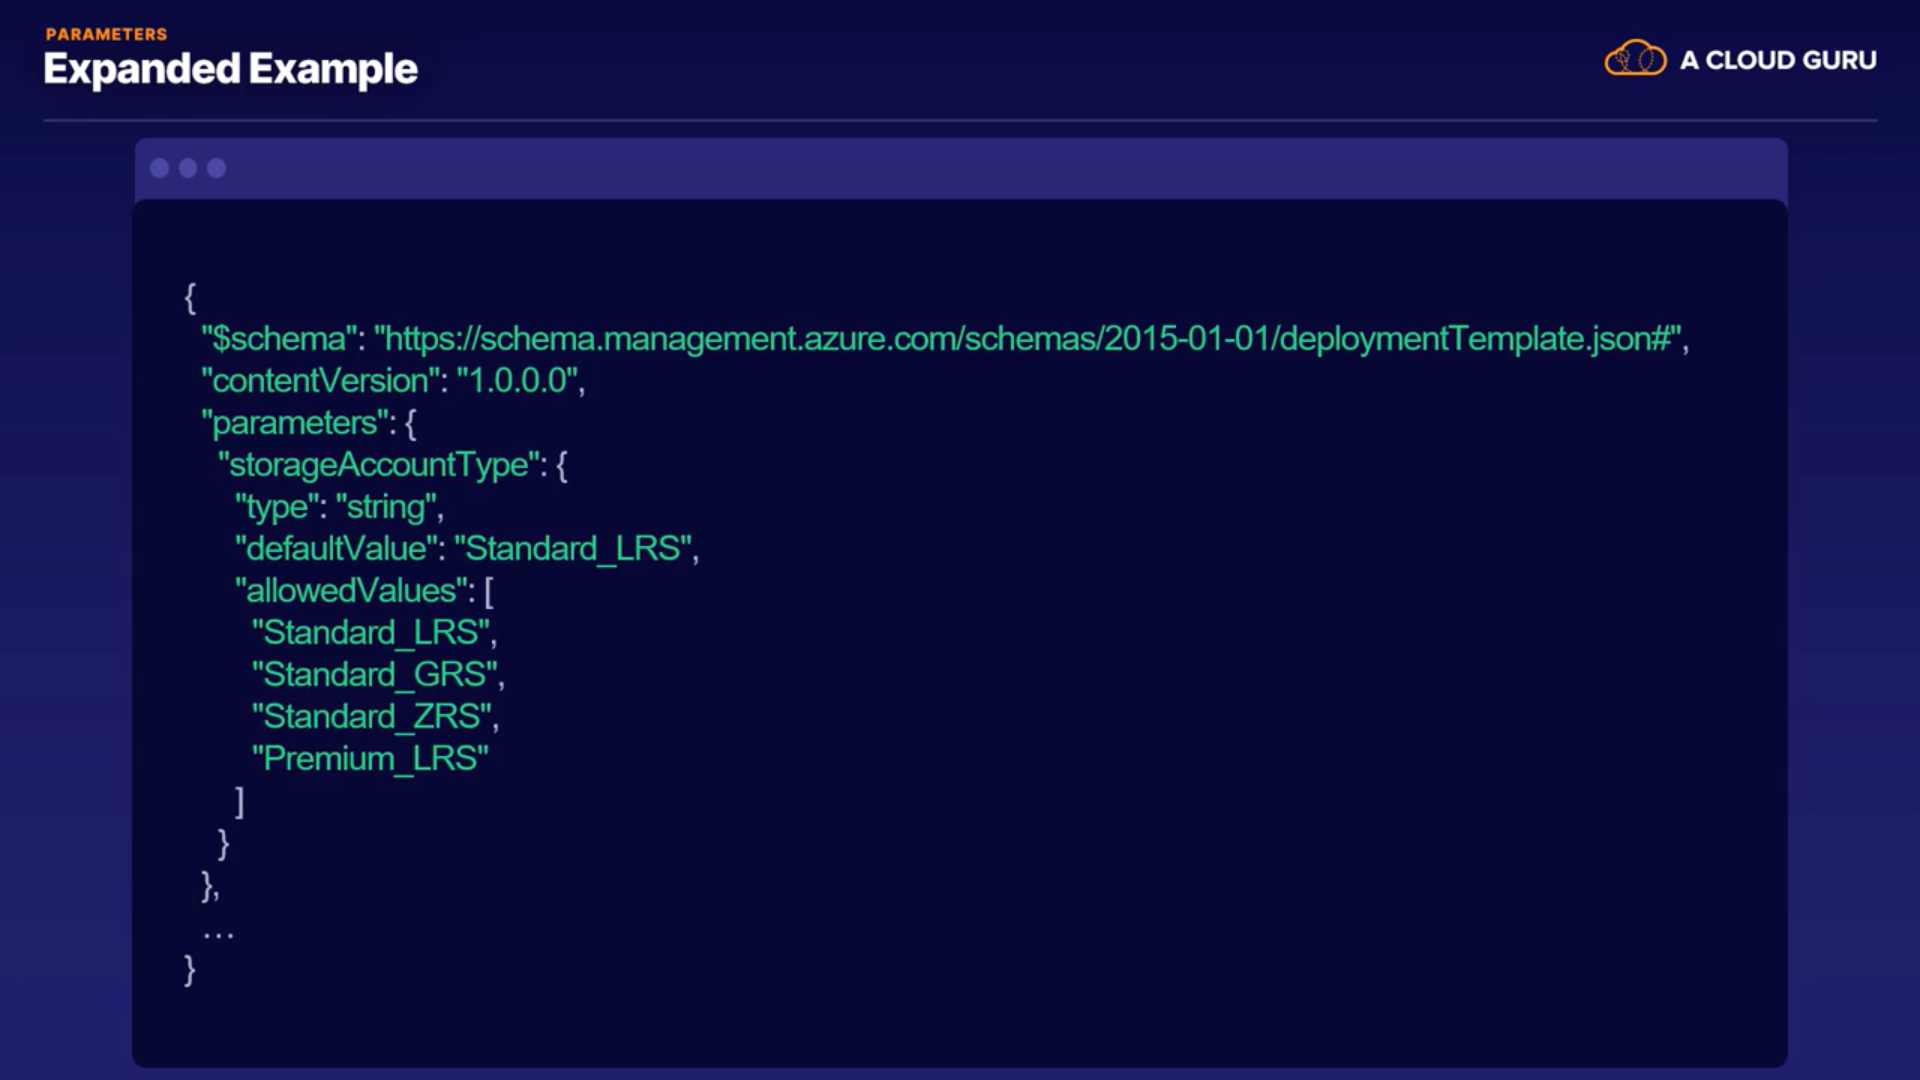 PARAMETERS
Expanded Example
A CLOUD GURU
{
"$schema": "https://schema.management.azure.com/schemas/2015-01-01/deploymentTemplate.json#",
"contentVersion": "1.0.0.0",
"parameters": {
"storageAccountType": {
"type": "string",
"defaultValue": "Standard_LRS",
"allowedValues": [
"Standard_LRS",
"Standard_GRS",
"Standard_ZRS",
"Premium_LRS"
]
}
},
...
}